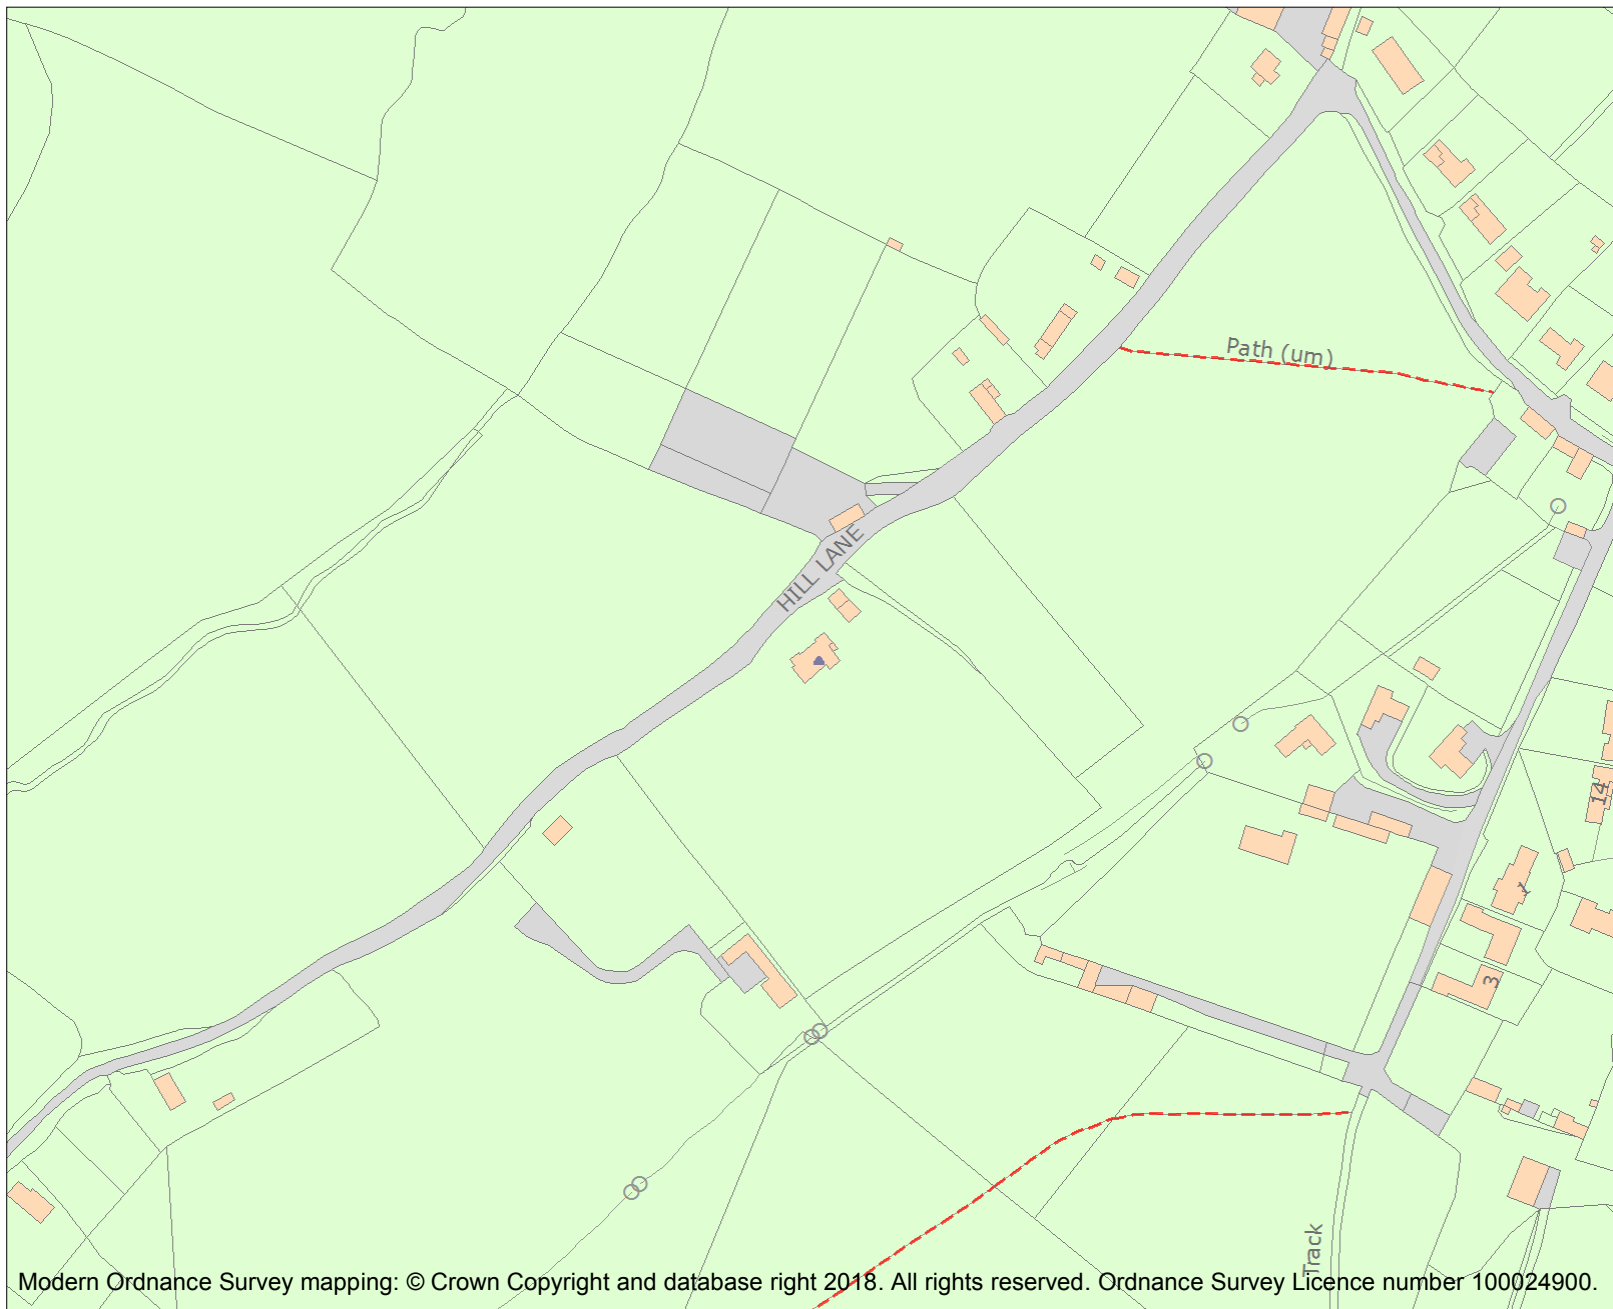 Path (um)
HILL LANE
14
1
3
Track
Modern Ordnance Survey mapping: © Crown Copyright and database right 2018. All rights reserved. Ordnance Survey Licence number 100024900.